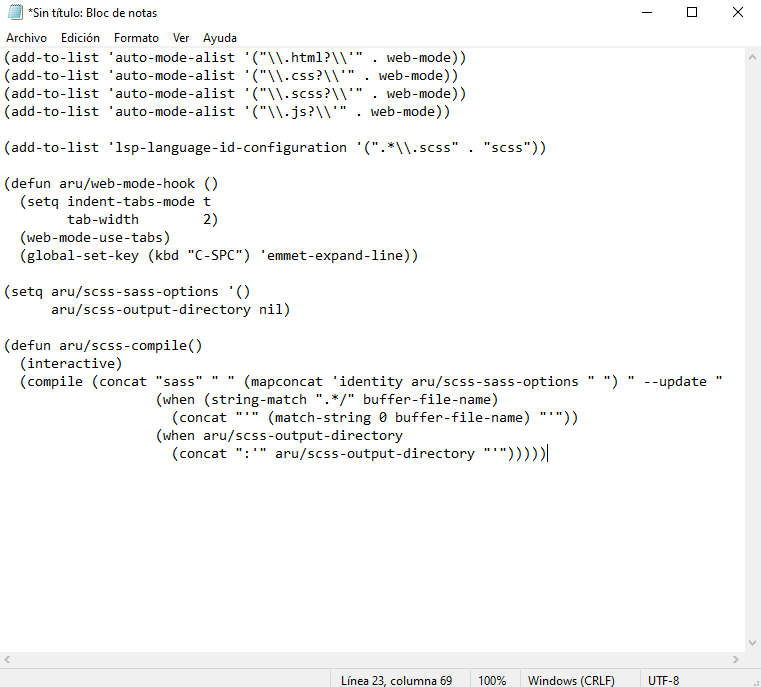 *Sin título: Bloc de notas
Archivo Edición Formato Ver Ayuda
(add-to-list 'auto-mode-alist '("\\.html?\\'" . web-mode))
(add-to-list 'auto-mode-alist '("\\.css?\\'" . web-mode))
(add-to-list 'auto-mode-alist '("\\.scss?\\'" . web-mode))
(add-to-list 'auto-mode-alist '("\\.js?\\'" . web-mode))

(add-to-list 'lsp-language-id-configuration '(".*\\.scss" . "scss"))

(defun aru/web-mode-hook ()
  (setq indent-tabs-mode t
        tab-width        2)
  (web-mode-use-tabs)
  (global-set-key (kbd "C-SPC") 'emmet-expand-line))

(setq aru/scss-sass-options '()
      aru/scss-output-directory nil)

(defun aru/scss-compile()
  (interactive)
  (compile (concat "sass" " " (mapconcat 'identity aru/scss-sass-options " ") " --update "
                   (when (string-match ".*/" buffer-file-name)
                     (concat "'" (match-string 0 buffer-file-name) "'"))
                   (when aru/scss-output-directory
                     (concat ":'" aru/scss-output-directory "'")))))
Línea 23, columna 69 100% Windows (CRLF) UTF-8